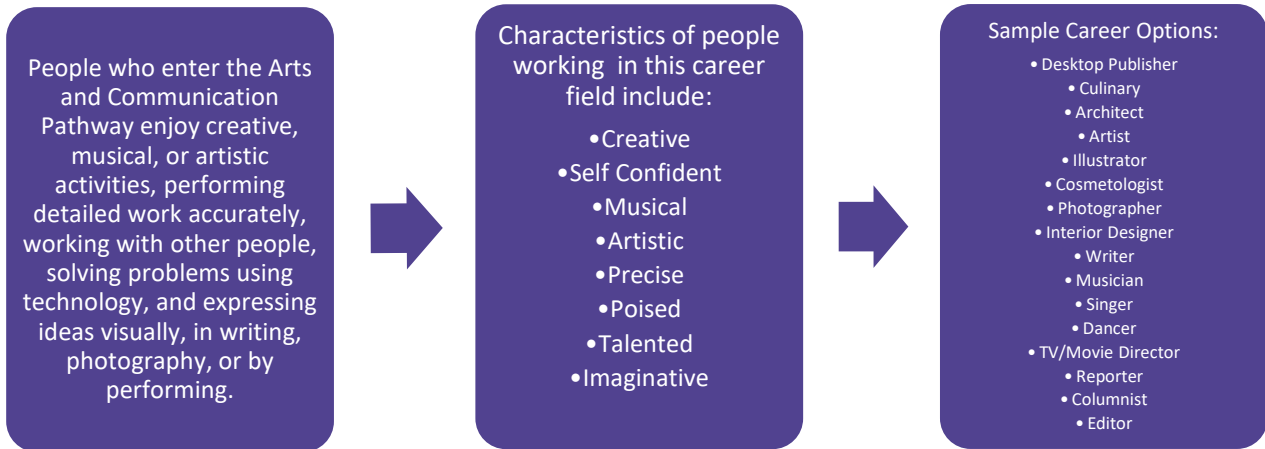 People who enter the Arts
and Communication
Pathway enjoy creative,
musical, or artistic
activities, performing
detailed work accurately,
working with other people,
solving problems using
technology, and expressing
ideas visually, in writing,
photography, or by
performing.
Characteristics of people
working in this career
field include:
•Creative
•Self Confident
•Musical
•Artistic
•Precise
•Poised
•Talented
•Imaginative
Sample Career Options:
• Desktop Publisher
• Culinary
• Architect
• Artist
• Illustrator
• Cosmetologist
• Photographer
• Interior Designer
• Writer
• Musician
• Singer
• Dancer
• TV/Movie Director
• Reporter
• Columnist
• Editor